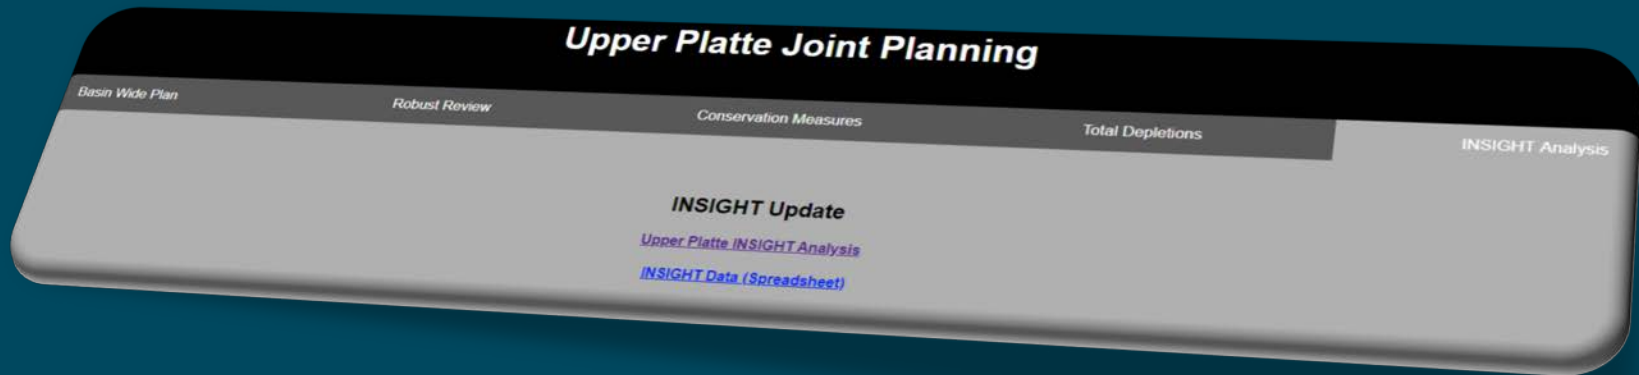 Upper Platte Joint Planning
Basin Wide Plan
Robust Review
Conservation Measures
Total Depletions
INSIGHT Analysis
INSIGHT Update
Upper Platte INSIGHT Analysis
INSIGHT Data (Spreadsheet)